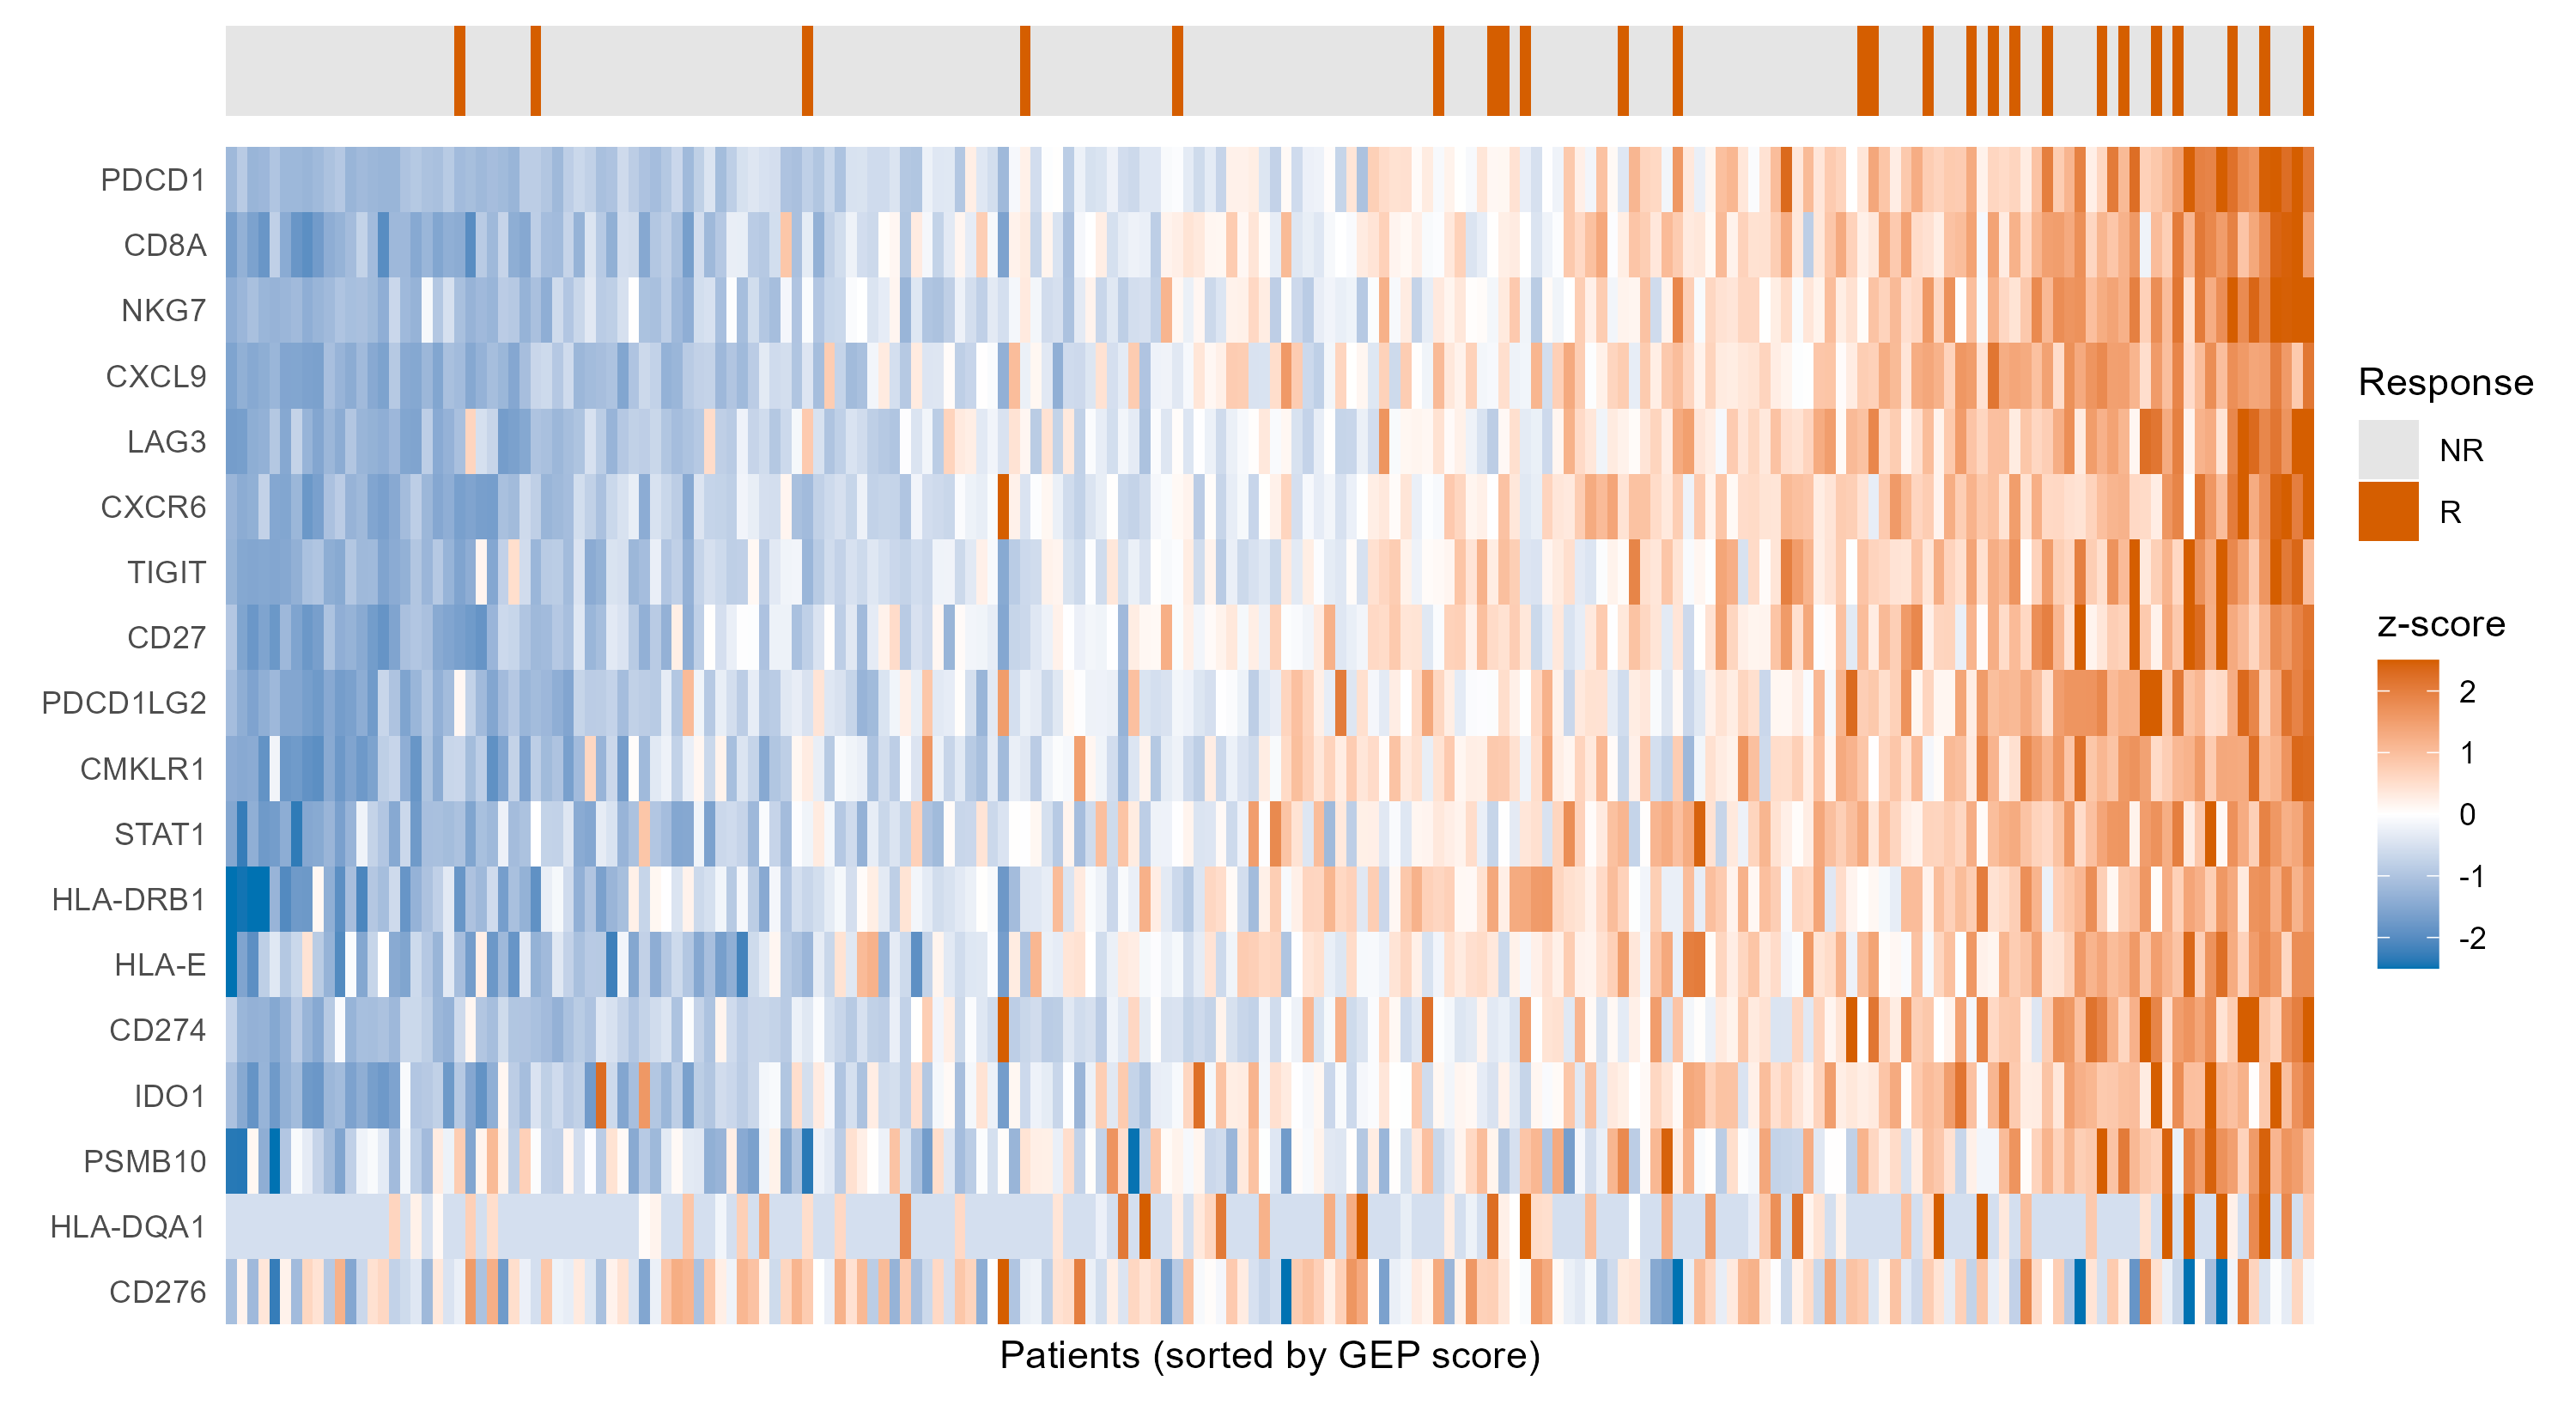 PDCD1
CD8A
NKG7
CXCL9
LAG3
CXCR6
TIGIT
CD27
PDCD1LG2
CMKLR1
STAT1
HLA-DRB1
HLA-E
CD274
IDO1
PSMB10
HLA-DQA1
CD276
Patients (sorted by GEP score)
Response
NR
R
z-score
2
1
0
-1
-2